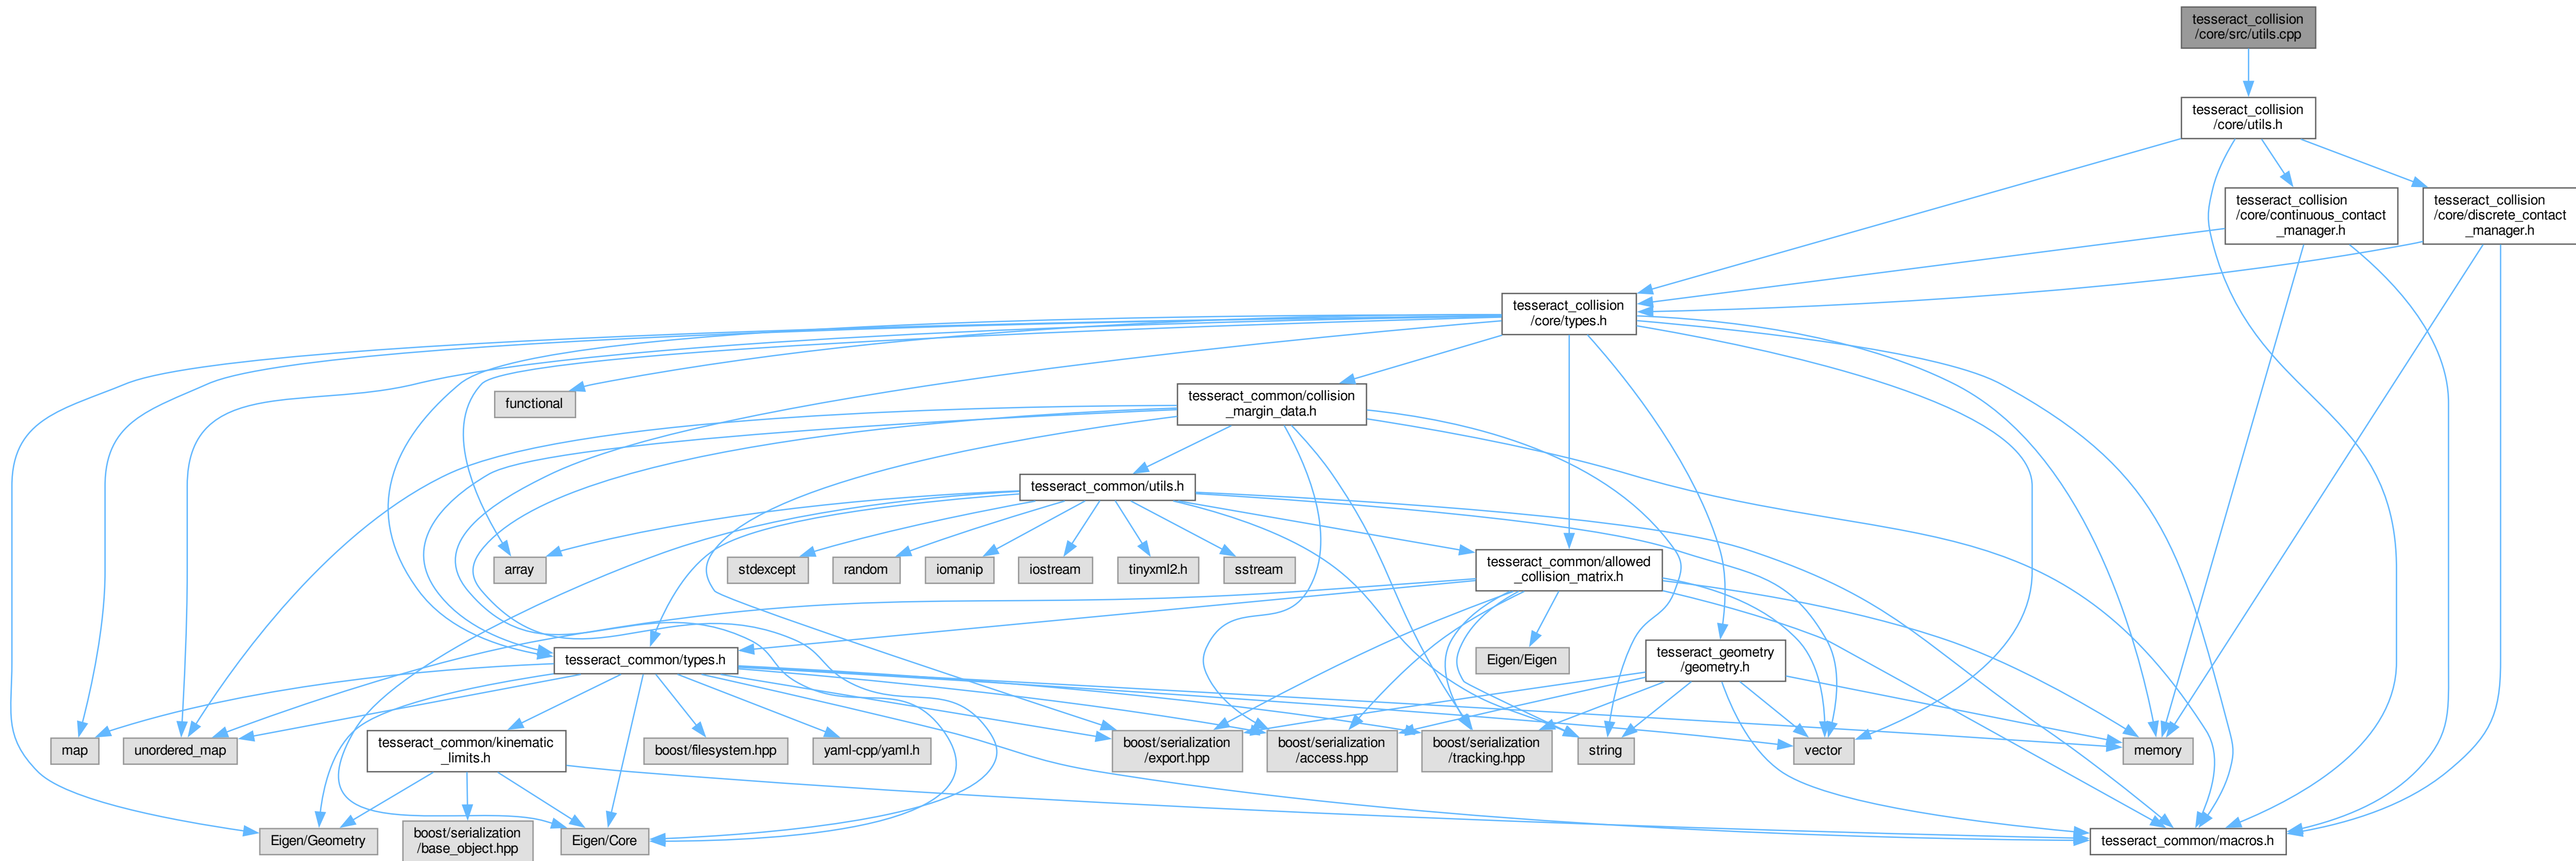 tesseract_collision
/core/src/utils.cpp
tesseract_collision
/core/utils.h
tesseract_collision
/core/continuous_contact
_manager.h
tesseract_collision
/core/discrete_contact
_manager.h
tesseract_collision
/core/types.h
functional
tesseract_common/collision
_margin_data.h
tesseract_common/utils.h
array
stdexcept
random
iomanip
iostream
tinyxml2.h
sstream
tesseract_common/allowed
_collision_matrix.h
tesseract_common/types.h
Eigen/Eigen
tesseract_geometry
/geometry.h
map
unordered_map
tesseract_common/kinematic
_limits.h
boost/filesystem.hpp
yaml-cpp/yaml.h
boost/serialization
/export.hpp
boost/serialization
/access.hpp
boost/serialization
/tracking.hpp
string
vector
memory
Eigen/Geometry
boost/serialization
/base_object.hpp
Eigen/Core
tesseract_common/macros.h